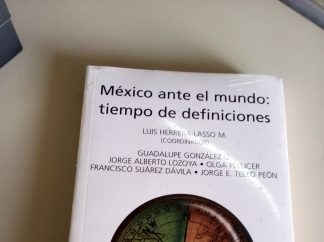 México ante el mundo:
tiempo de definiciones
LUIS HERRERA-LASSO M.
(COORDINADOR)
GUADALUPE GONZÁLEZ G.
JORGE ALBERTO LOZOYA • OLGA PELLICER
FRANCISCO SUÁREZ DÁVILA • JORGE E. TELLO PEÓN